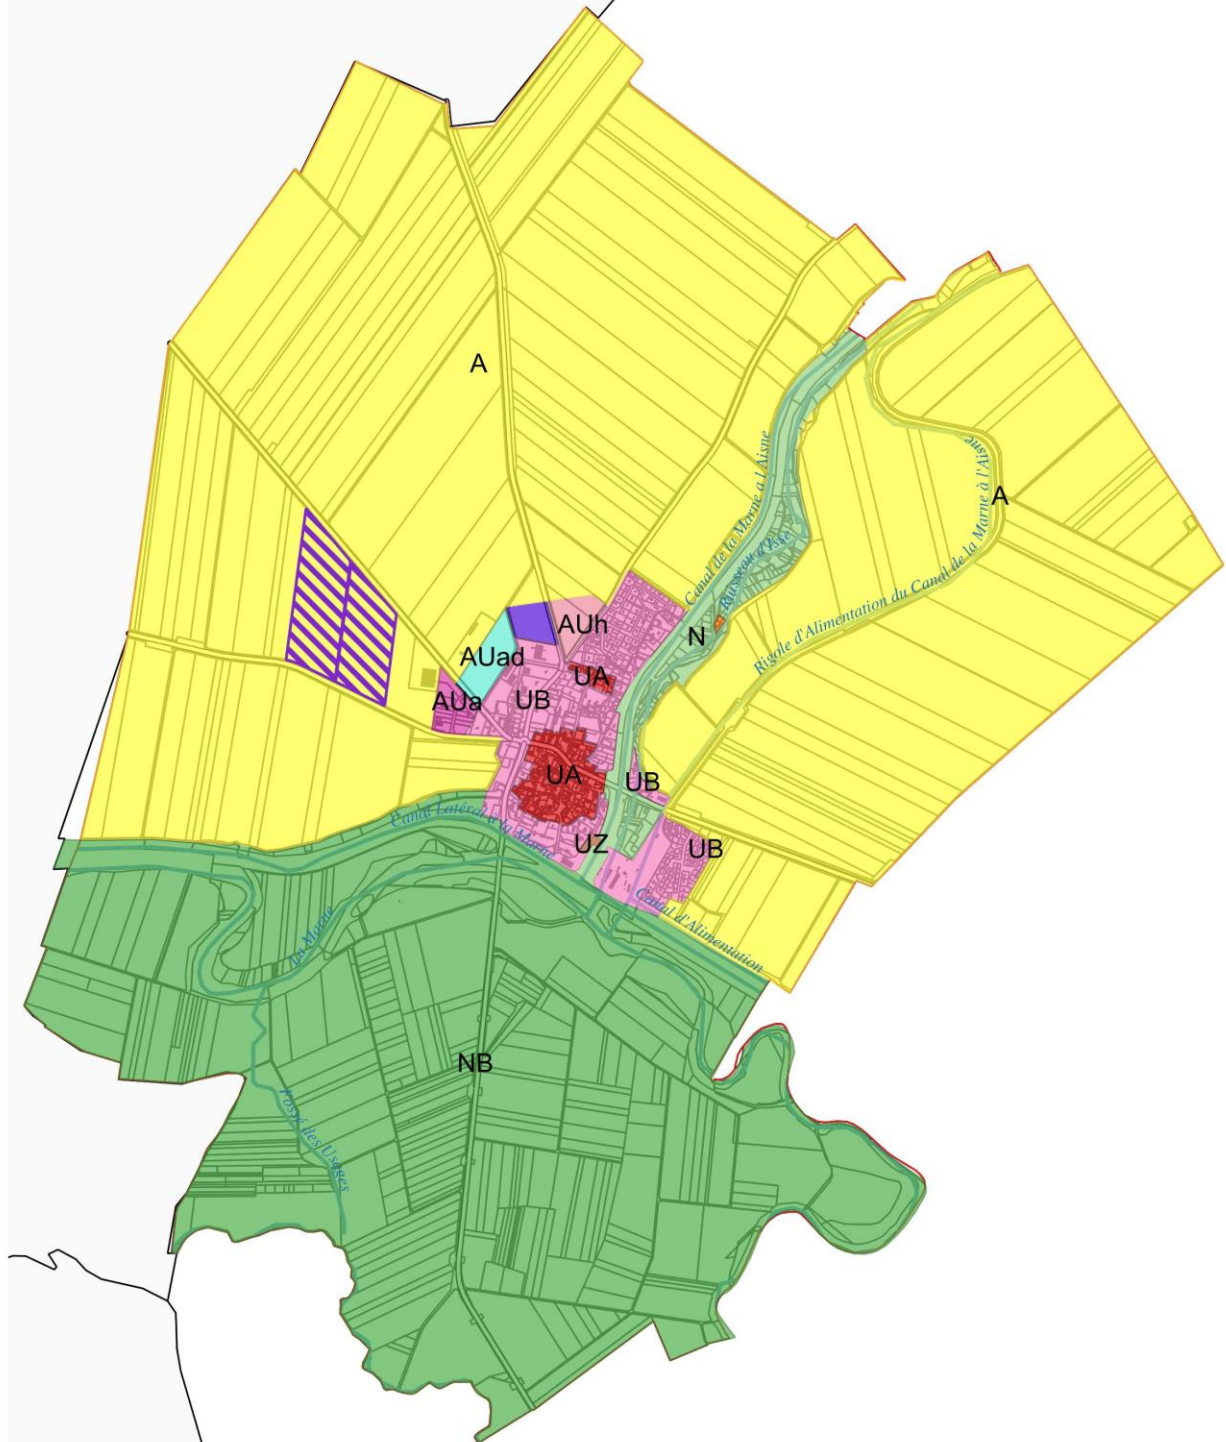 A
Canal de la Marne a l'Aisne
Rigole d'Alimentation du Canal de la Marne à l'Aisne
A
Ruisseau d'Isse
AUh
N
AUad
UA
AUa
UB
UA
UB
Canal Latéral à la Marne
UZ
UB
Canal d'Alimentation
La Marne
NB
Fossé des Usages